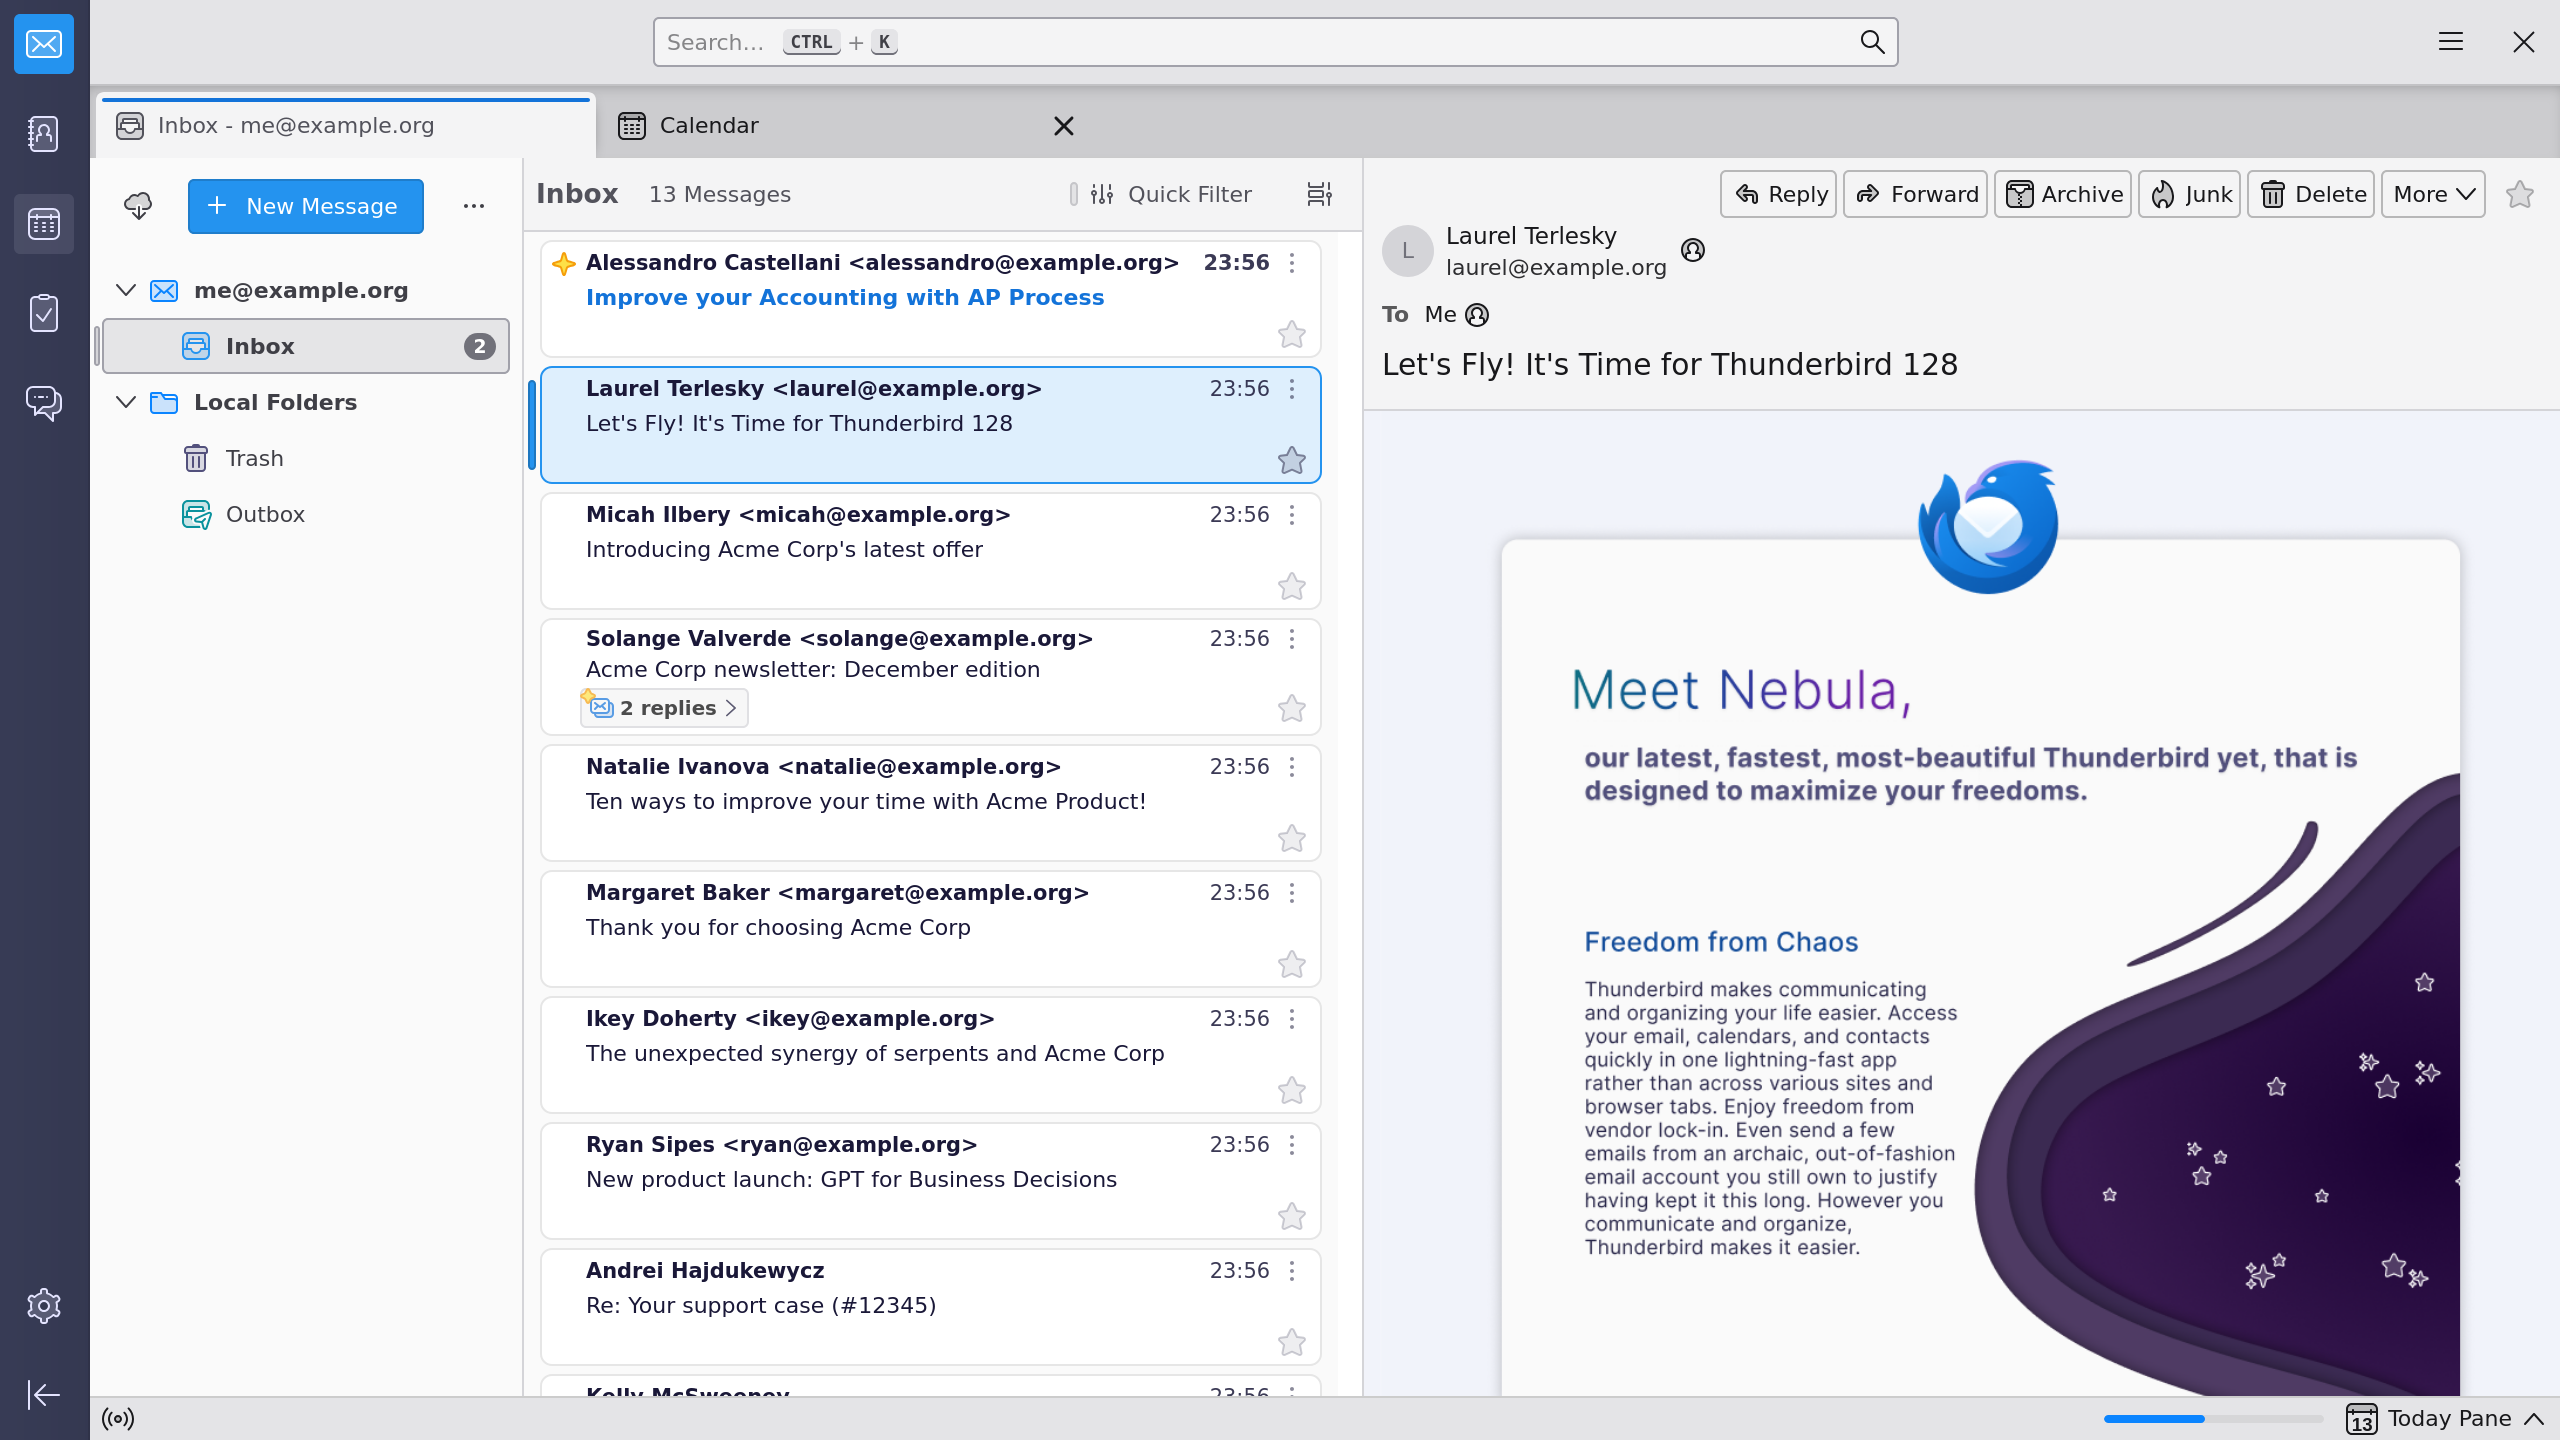 Search... CTRL + K
Inbox - me@example.org
Calendar
New Message
me@example.org
Inbox 2
Local Folders
Trash
Outbox
Inbox 13 Messages Quick Filter
Alessandro Castellani <alessandro@example.org> 23:56
Improve your Accounting with AP Process
Laurel Terlesky <laurel@example.org> 23:56
Let's Fly! It's Time for Thunderbird 128
Micah Ilbery <micah@example.org> 23:56
Introducing Acme Corp's latest offer
Solange Valverde <solange@example.org> 23:56
Acme Corp newsletter: December edition
2 replies
Natalie Ivanova <natalie@example.org> 23:56
Ten ways to improve your time with Acme Product!
Margaret Baker <margaret@example.org> 23:56
Thank you for choosing Acme Corp
Ikey Doherty <ikey@example.org> 23:56
The unexpected synergy of serpents and Acme Corp
Ryan Sipes <ryan@example.org> 23:56
New product launch: GPT for Business Decisions
Andrei Hajdukewycz 23:56
Re: Your support case (#12345)
Kelly McSweeney 23:56
Reply Forward Archive Junk Delete More
L
Laurel Terlesky
laurel@example.org
To Me
Let's Fly! It's Time for Thunderbird 128
Meet Nebula,
our latest, fastest, most-beautiful Thunderbird yet, that is
designed to maximize your freedoms.
Freedom from Chaos
Thunderbird makes communicating
and organizing your life easier. Access
your email, calendars, and contacts
quickly in one lightning-fast app
rather than across various sites and
browser tabs. Enjoy freedom from
vendor lock-in. Even send a few
emails from an archaic, out-of-fashion
email account you still own to justify
having kept it this long. However you
communicate and organize,
Thunderbird makes it easier.
13 Today Pane